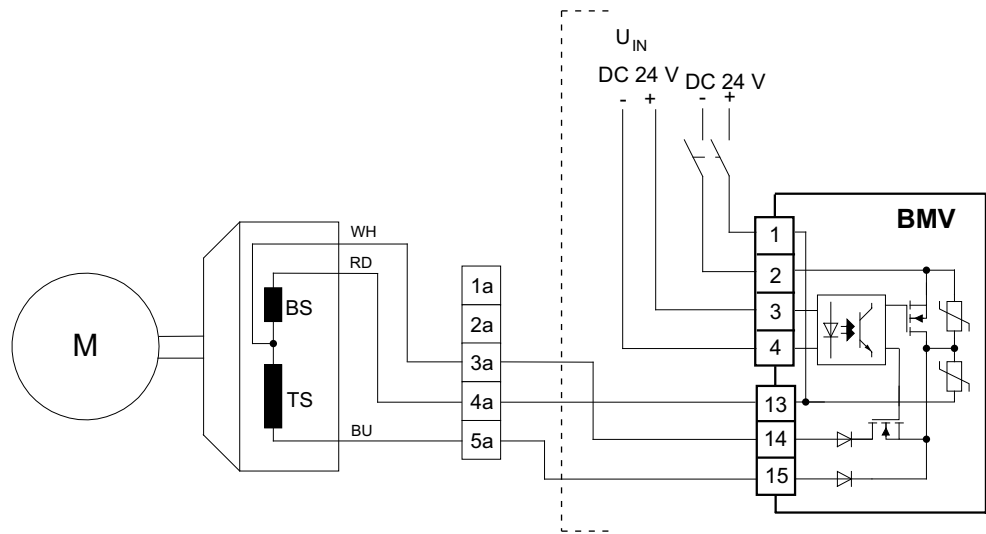 U IN
DC 24 V DC 24 V
- + - +
BMV
1
2
3
4
13
14
15
WH
RD
BS
TS
BU
M
1a
2a
3a
4a
5a